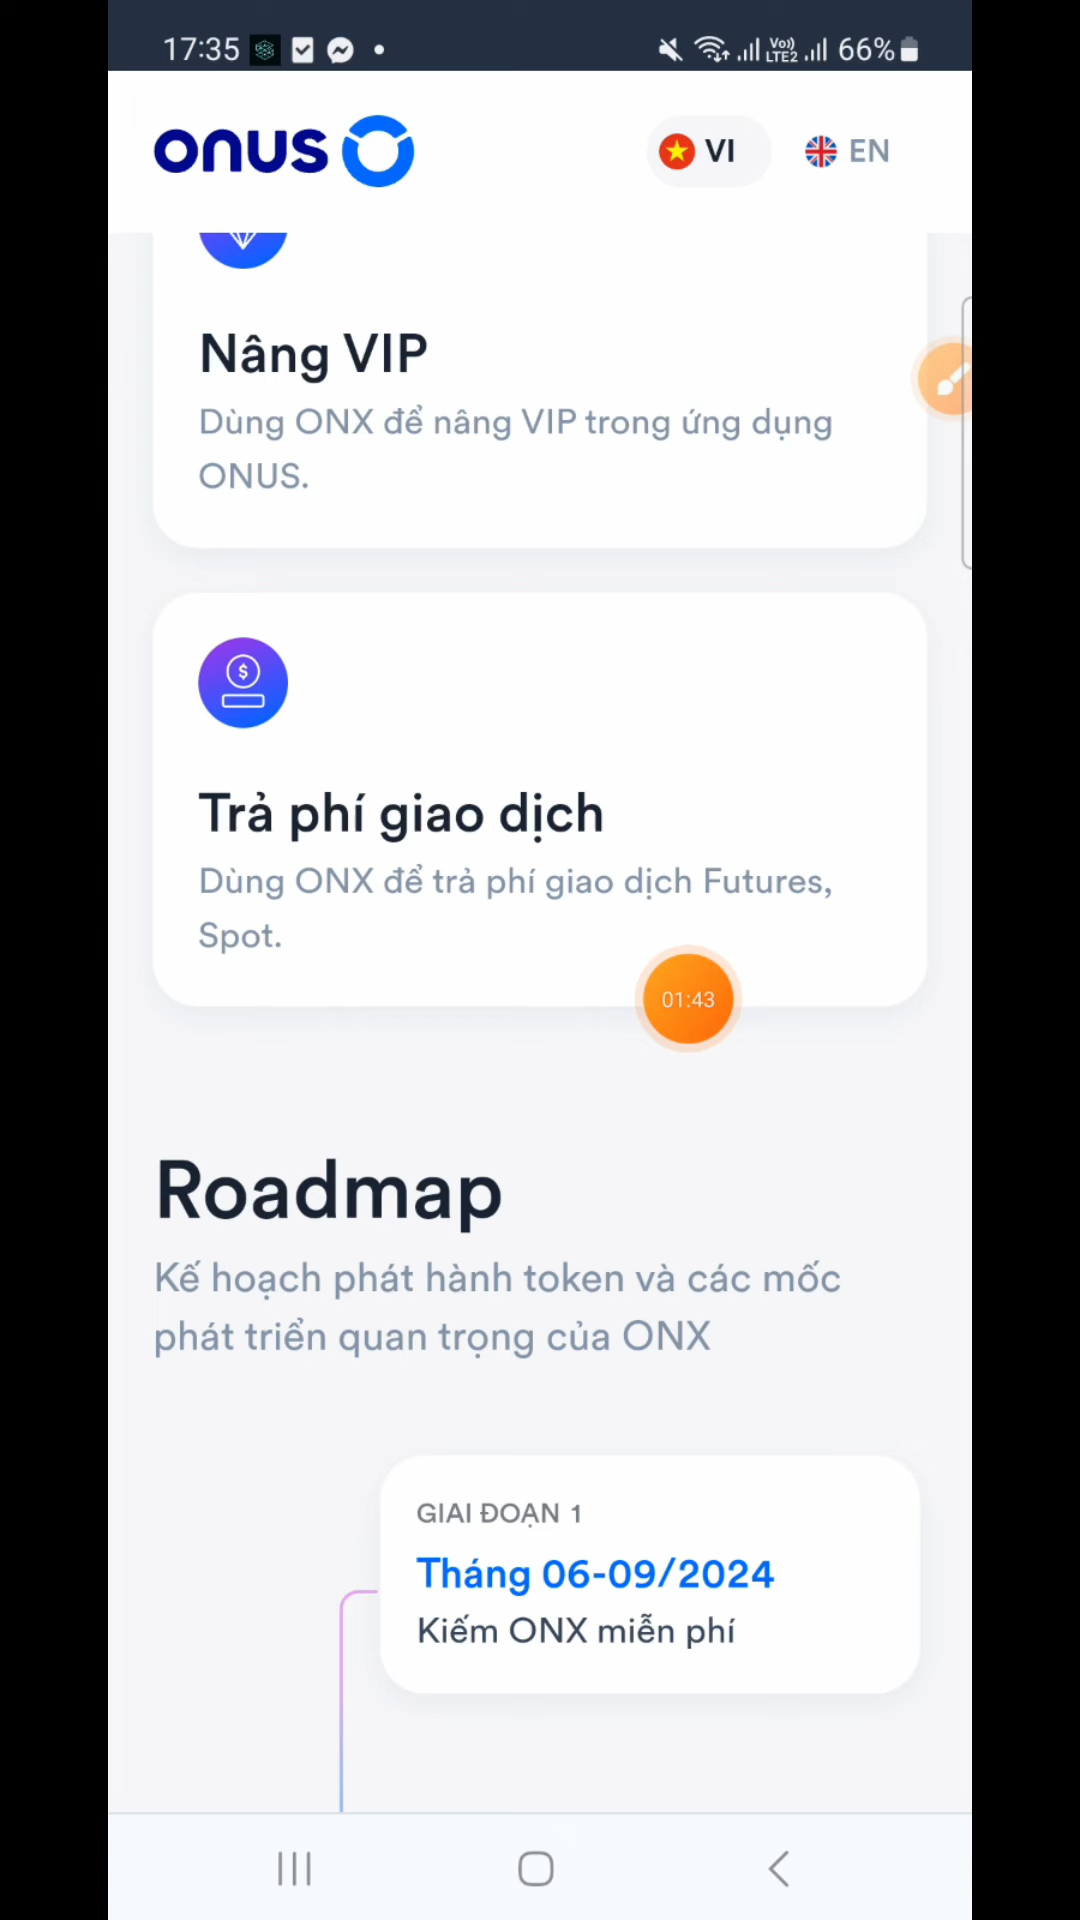 17:35
Vo))
LTE2
66%
onus
VI
EN
Nâng VIP
Dùng ONX để nâng VIP trong ứng dụng
ONUS.
$
Trả phí giao dịch
Dùng ONX để trả phí giao dịch Futures,
Spot.
01:43
Roadmap
Kế hoạch phát hành token và các mốc
phát triển quan trọng của ONX
GIAI ĐOẠN 1
Tháng 06-09/2024
Kiếm ONX miễn phí